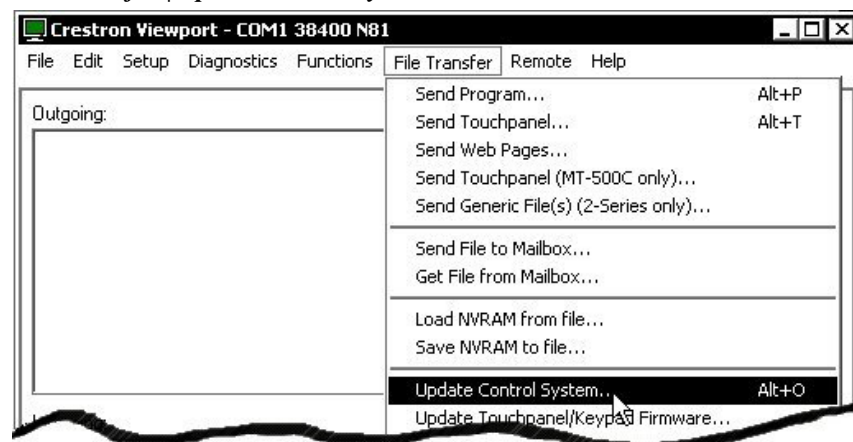 Crestron Viewport - COM1 38400 N81
File Edit Setup Diagnostics Functions File Transfer Remote Help
Outgoing:
Send Program... Alt+P
Send Touchpanel... Alt+T
Send Web Pages...
Send Touchpanel (MT-500C only)...
Send Generic File(s) (2-Series only)...
Send File to Mailbox...
Get File from Mailbox...
Load NVRAM from file...
Save NVRAM to file...
Update Control System... Alt+O
Update Touchpanel/Keypad Firmware...